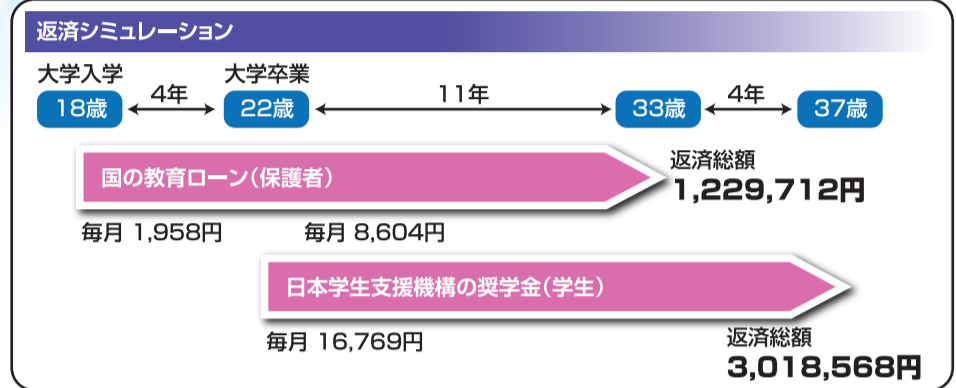 返済シミュレーション
大学入学
大学卒業
18歳
4年
22歳
11年
33歳
4年
37歳
国の教育ローン（保護者）
返済総額
1,229,712円
毎月 1,958円
毎月 8,604円
日本学生支援機構の奨学金（学生）
毎月 16,769円
返済総額
3,018,568円